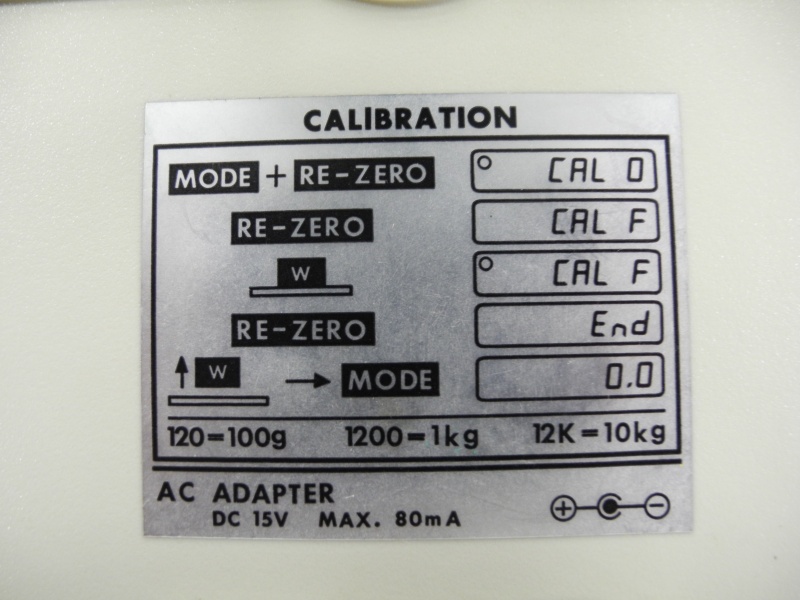 CALIBRATION
MODE + RE-ZERO CAL 0
RE-ZERO CAL F
W CAL F
RE-ZERO End
W → MODE 0.0
120=100g 1200=1kg 12K=10kg
AC ADAPTER
DC 15V MAX. 80mA